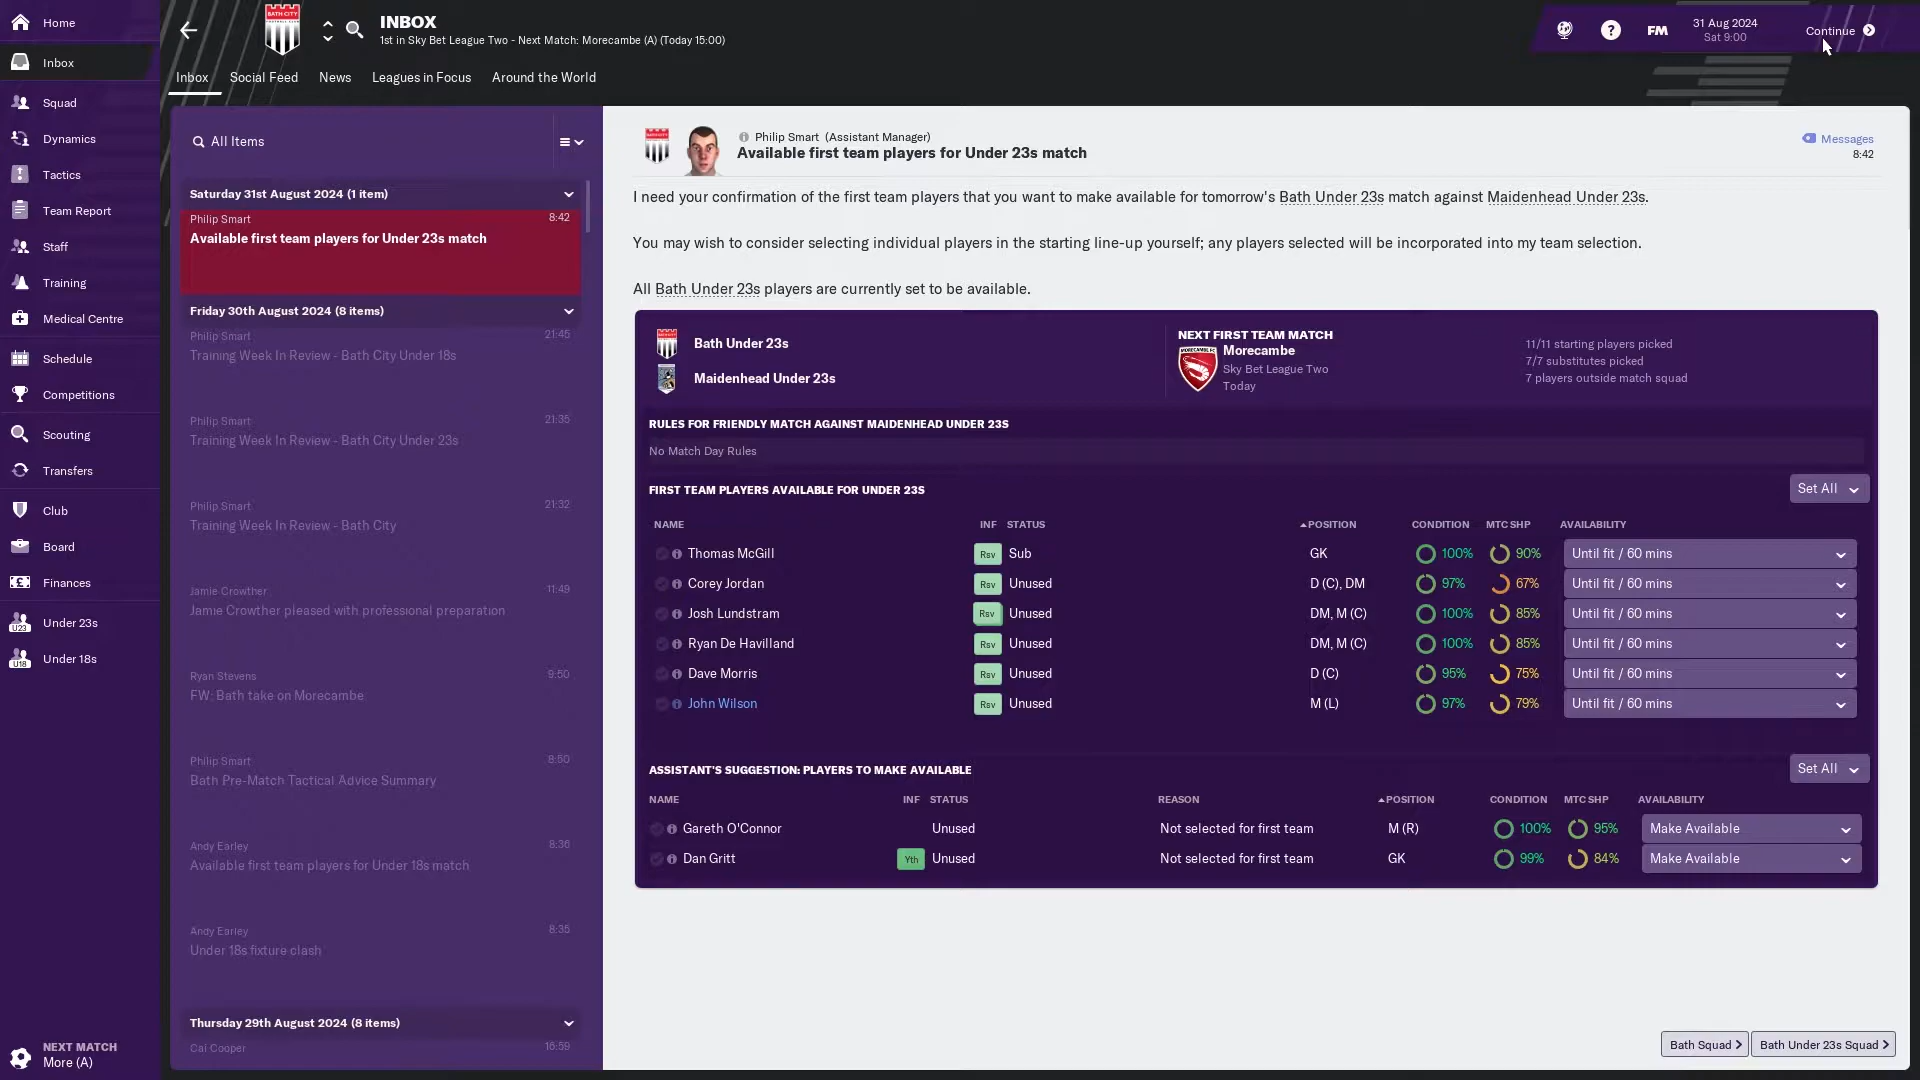 Home
Inbox
Squad
Dynamics
Tactics
Team Report
Staff
Training
Medical Centre
Schedule
Competitions
Scouting
Transfers
Club
Board
Finances
U23
Under 23s
U18
Under 18s
NEXT MATCH
More (A)
BATH CITY
INBOX
1st in Sky Bet League Two - Next Match: Morecambe (A) (Today 15:00)
FM
31 Aug 2024
Sat 9:00
Continue
Inbox Social Feed News Leagues in Focus Around the World
All Items
Saturday 31st August 2024 (1 item)
Philip Smart 8:42
Available first team players for Under 23s match
Friday 30th August 2024 (8 items)
Philip Smart 21:45
Training Week In Review - Bath City Under 18s
Philip Smart 21:35
Training Week In Review - Bath City Under 23s
Philip Smart 21:32
Training Week In Review - Bath City
Jamie Crowther 11:49
Jamie Crowther pleased with professional preparation
Ryan Stevens 9:50
FW: Bath take on Morecambe
Philip Smart 8:50
Bath Pre-Match Tactical Advice Summary
Andy Earley 8:36
Available first team players for Under 18s match
Andy Earley 8:35
Under 18s fixture clash
Thursday 29th August 2024 (8 items)
Cai Cooper 16:59
Philip Smart (Assistant Manager)
Available first team players for Under 23s match
Messages
8:42
I need your confirmation of the first team players that you want to make available for tomorrow's Bath Under 23s match against Maidenhead Under 23s.
You may wish to consider selecting individual players in the starting line-up yourself; any players selected will be incorporated into my team selection.
All Bath Under 23s players are currently set to be available.
Bath Under 23s
Maidenhead Under 23s
NEXT FIRST TEAM MATCH
Morecambe
Sky Bet League Two
Today
11/11 starting players picked
7/7 substitutes picked
7 players outside match squad
RULES FOR FRIENDLY MATCH AGAINST MAIDENHEAD UNDER 23S
No Match Day Rules
FIRST TEAM PLAYERS AVAILABLE FOR UNDER 23S Set All
NAME INF STATUS POSITION CONDITION MTC SHP AVAILABILITY
Thomas McGill Rsv Sub GK 100% 90% Until fit / 60 mins
Corey Jordan Rsv Unused D (C), DM 97% 67% Until fit / 60 mins
Josh Lundstram Rsv Unused DM, M (C) 100% 85% Until fit / 60 mins
Ryan De Havilland Rsv Unused DM, M (C) 100% 85% Until fit / 60 mins
Dave Morris Rsv Unused D (C) 95% 75% Until fit / 60 mins
John Wilson Rsv Unused M (L) 97% 79% Until fit / 60 mins
ASSISTANT'S SUGGESTION: PLAYERS TO MAKE AVAILABLE Set All
NAME INF STATUS REASON POSITION CONDITION MTC SHP AVAILABILITY
Gareth O'Connor Unused Not selected for first team M (R) 100% 95% Make Available
Dan Gritt Yth Unused Not selected for first team GK 99% 84% Make Available
Bath Squad
Bath Under 23s Squad